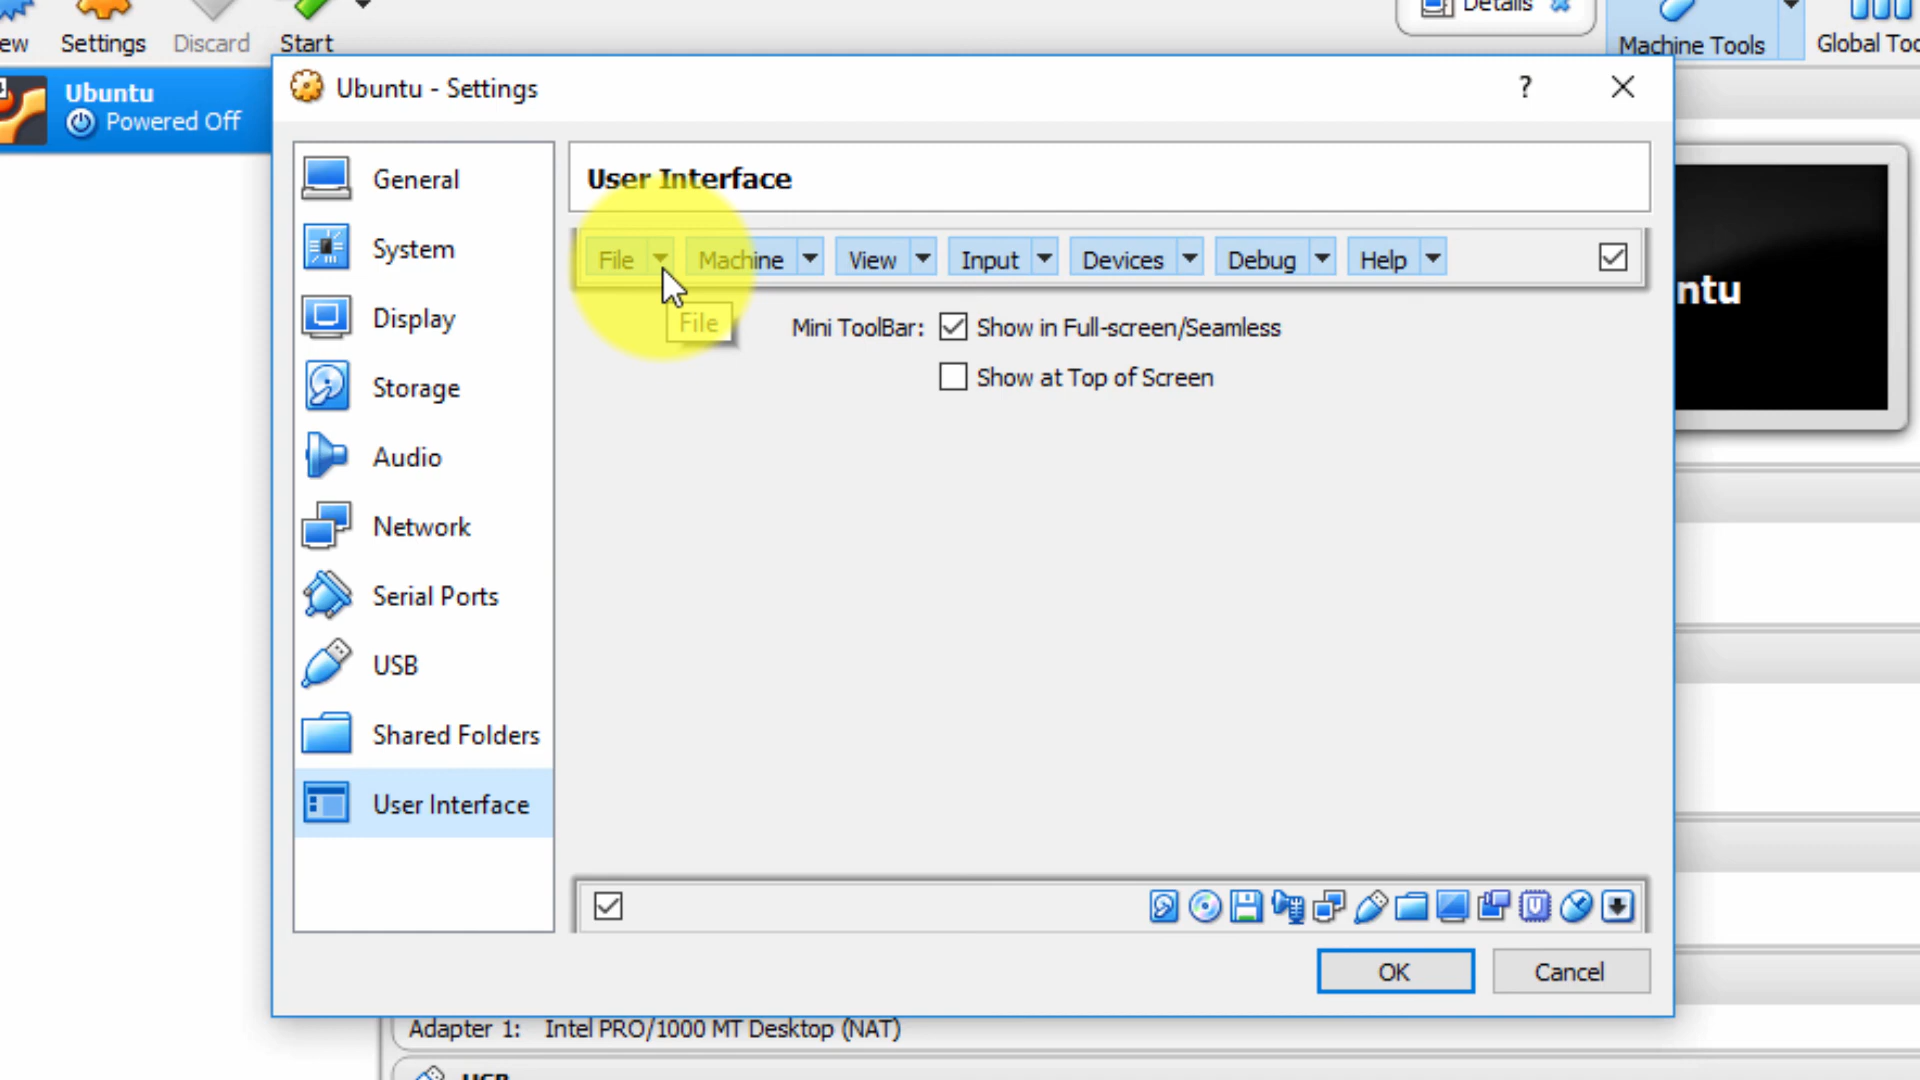 ew
Settings
Discard
Start
Details
Machine Tools
Global Too
Ubuntu
Powered Off
Ubuntu - Settings
?
General
System
Display
Storage
Audio
Network
Serial Ports
USB
Shared Folders
User Interface
User Interface
File Machine View Input Devices Debug Help
File
Mini ToolBar: Show in Full-screen/Seamless
Show at Top of Screen
ntu
OK
Cancel
Adapter 1: Intel PRO/1000 MT Desktop (NAT)
USB